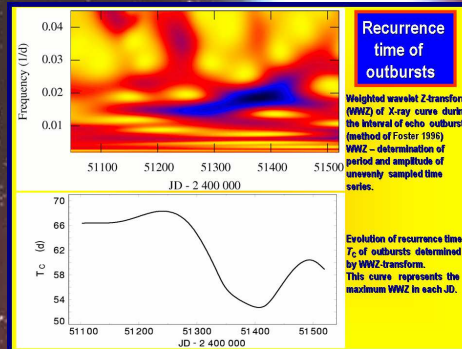 Recurrence
time of
outbursts
Weighted wavelet Z-transfor
(WWZ) of X-ray curve durin
the interval of echo outburst
(method of Foster 1996)
WWZ – determination of
period and amplitude of
unevenly sampled time
series.
Frequency (1/d)
0.04
0.03
0.02
0.01
51100 51200 51300 51400 51500
JD - 2 400 000
Evolution of recurrence time
T_C of outbursts determined
by WWZ-transform.
This curve represents the
maximum WWZ in each JD.
T_C (d)
70
66
62
58
54
50
51100 51200 51300 51400 51500
JD - 2 400 000